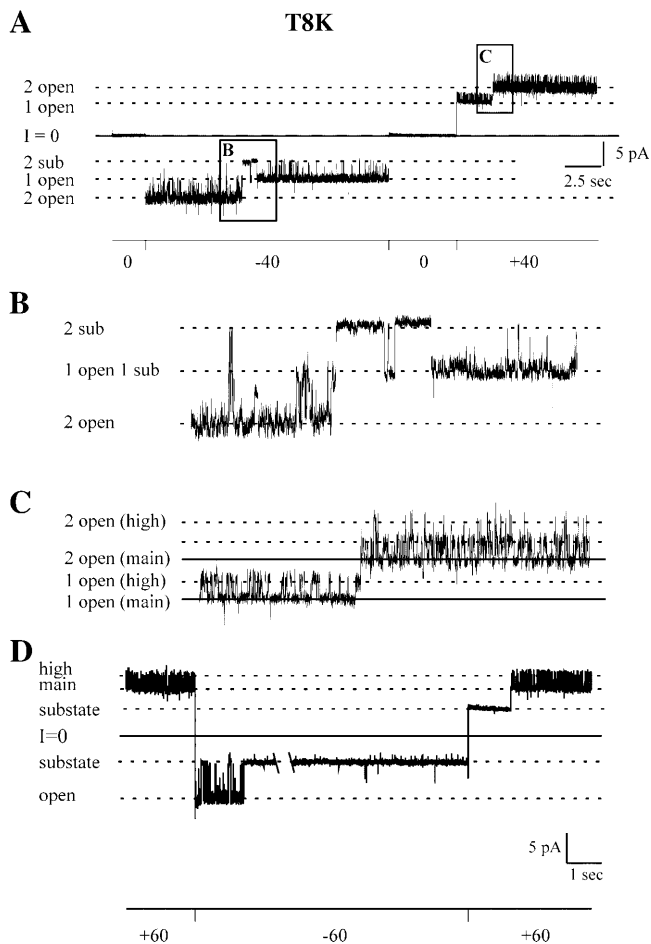 A
T8K
C
2 open
1 open
I = 0
B
2 sub
1 open
2 open
5 pA
2.5 sec
0
-40
0
+40
B
2 sub
1 open 1 sub
2 open
C
2 open (high)
2 open (main)
1 open (high)
1 open (main)
D
high
main
substate
I=0
substate
open
5 pA
1 sec
+60
-60
+60